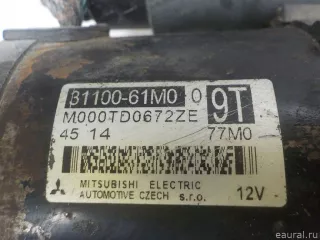 31100-61M0 0 9T
M000TD0672ZE
45 14 77M0
MITSUBISHI ELECTRIC
AUTOMOTIVE CZECH s.r.o. 12V
© eaural.ru